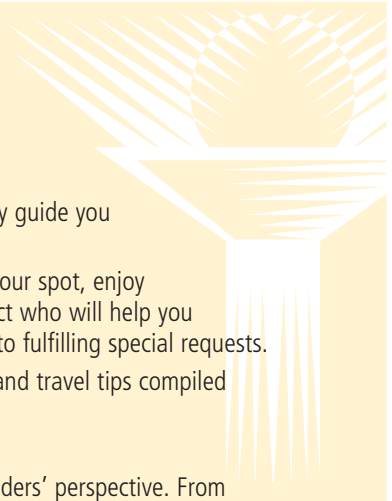 y guide you
our spot, enjoy
ct who will help you
to fulfilling special requests.
and travel tips compiled
ders’ perspective. From